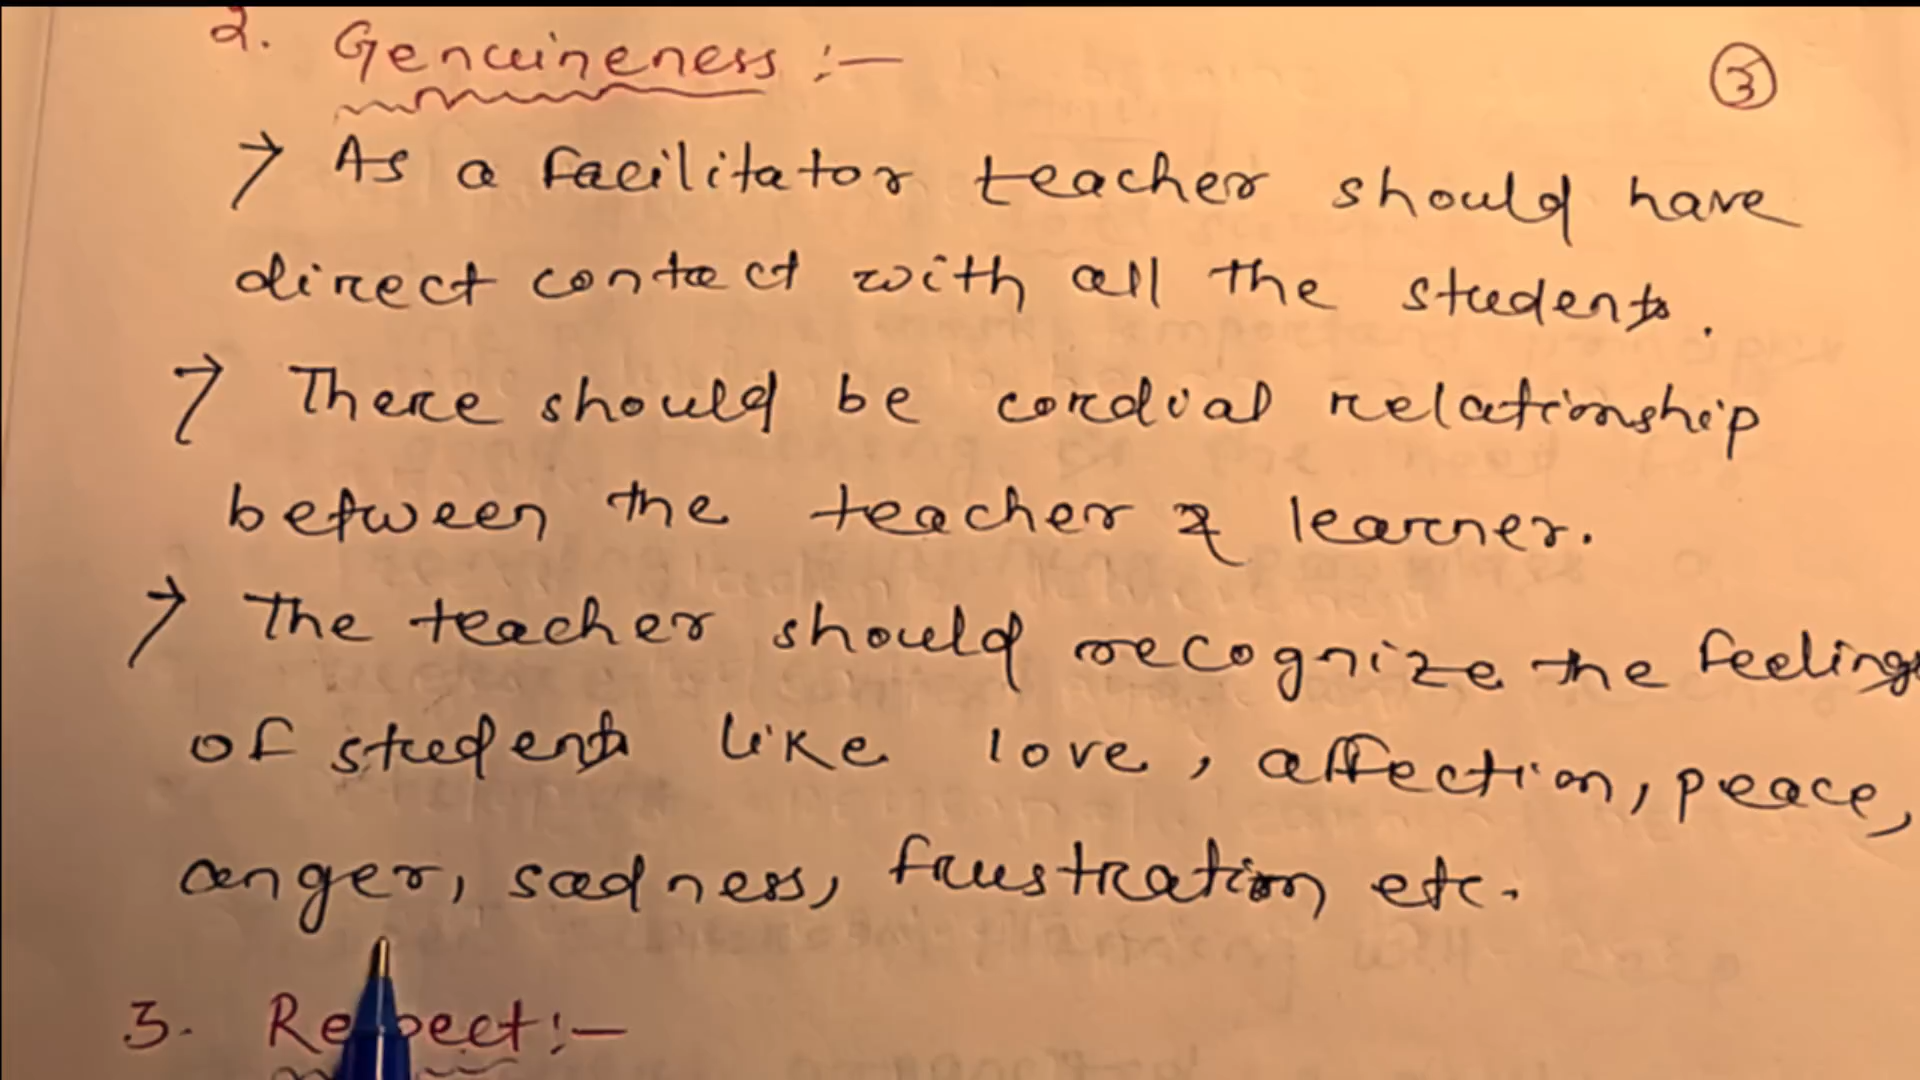 2. Genuineness :—
3
→ As a facilitator teacher should have
direct contact with all the students.
→ There should be cordial relationship
between the teacher & learner.
→ The teacher should recognize the feelings
of students like love, affection, peace,
anger, sadness, frustration etc.
3. Respect :—